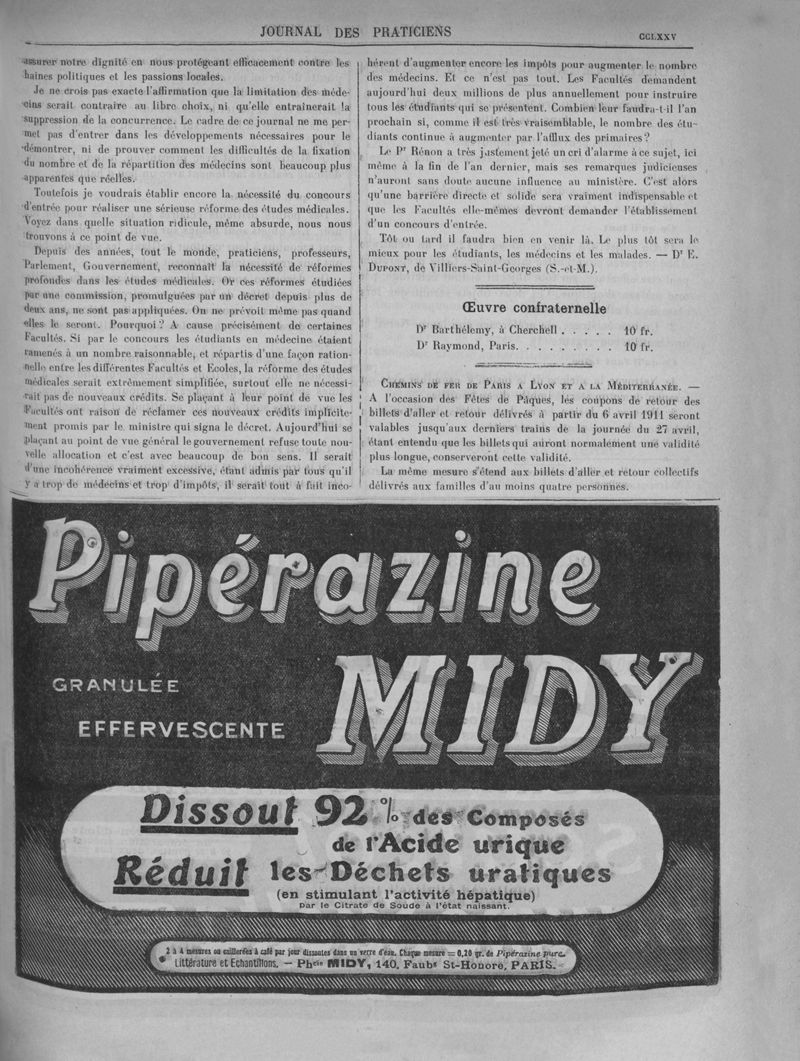 JOURNAL DES PRATICIENS
CCLXXV
assurer notre dignité en nous protégeant efficacement contre les
haines politiques et les passions locales.
Je ne crois pas exacte l'affirmation que la limitation des méde-
cins serait contraire au libre choix, ni qu'elle entraînerait la
suppression de la concurrence. Le cadre de ce journal ne me per-
met pas d'entrer dans les développements nécessaires pour le
démontrer, ni de prouver comment les difficultés de la fixation
du nombre et de la répartition des médecins sont beaucoup plus
apparentes que réelles.
Toutefois je voudrais établir encore la nécessité du concours
d'entrée pour réaliser une sérieuse réforme des études médicales.
Voyez dans quelle situation ridicule, même absurde, nous nous
trouvons à ce point de vue.
Depuis des années, tout le monde, praticiens, professeurs,
Parlement, Gouvernement, reconnaît la nécessité de réformes
profondes dans les études médicales. Or ces réformes étudiées
par une commission, promulguées par un décret depuis plus de
deux ans, ne sont pas appliquées. On ne prévoit même pas quand
elles le seront. Pourquoi? A cause précisément de certaines
Facultés. Si par le concours les étudiants en médecine étaient
ramenés à un nombre raisonnable, et répartis d'une façon ration-
nelle entre les différentes Facultés et Ecoles, la réforme des études
médicales serait extrêmement simplifiée, surtout elle ne nécessi-
rait pas de nouveaux crédits. Se plaçant à leur point de vue les
Facultés ont raison de réclamer ces nouveaux crédits implicite-
ment promis par le ministre qui signa le décret. Aujourd'hui se
plaçant au point de vue général le gouvernement refuse toute nou-
velle allocation et c'est avec beaucoup de bon sens. Il serait
d'une incohérence vraiment excessive, étant admis par tous qu'il
y a trop de médecins et trop d'impôts, il serait tout à fait inco-
hérent d'augmenter encore les impôts pour augmenter le nombre
des médecins. Et ce n'est pas tout. Les Facultés demandent
aujourd'hui deux millions de plus annuellement pour instruire
tous les étudiants qui se présentent. Combien leur faudra-t-il l'an
prochain si, comme il est très vraisemblable, le nombre des étu-
diants continue à augmenter par l'afflux des primaires?
Le Pr Rénon a très justement jeté un cri d'alarme à ce sujet, ici
même à la fin de l'an dernier, mais ses remarques judicieuses
n'auront sans doute aucune influence au ministère. C'est alors
qu'une barrière directe et solide sera vraiment indispensable et
que les Facultés elle-mêmes devront demander l'établissement
d'un concours d'entrée.
Tôt ou tard il faudra bien en venir là. Le plus tôt sera le
mieux pour les étudiants, les médecins et les malades. — Dr E.
DUPONT, de Villiers-Saint-Georges (S.-et-M.).
Œuvre confraternelle
Dr Barthélemy, à Cherchell . . . . . 10 fr.
Dr Raymond, Paris. . . . . . . . . 10 fr.
CHEMINS DE FER DE PARIS A LYON ET A LA MÉDITERRANÉE. —
A l'occasion des Fêtes de Pâques, les coupons de retour des
billets d'aller et retour délivrés à partir du 6 avril 1911 seront
valables jusqu'aux derniers trains de la journée du 27 avril,
étant entendu que les billets qui auront normalement une validité
plus longue, conserveront cette validité.
La même mesure s'étend aux billets d'aller et retour collectifs
délivrés aux familles d'au moins quatre personnes.
Pipérazine
MIDY
GRANULÉE
EFFERVESCENTE
Dissout 92 % des Composés
de l'Acide urique
Réduit les Déchets uratiques
(en stimulant l'activité hépatique)
par le Citrate de Soude à l'état naissant.
2 à 4 mesures ou cuillerées à café par jour dissoutes dans un verre d'eau. Chaque mesure = 0,20 gr. de Pipérazine pure.
Littérature et Echantillons. — Phcie MIDY, 140, Faubg St-Honoré, PARIS.